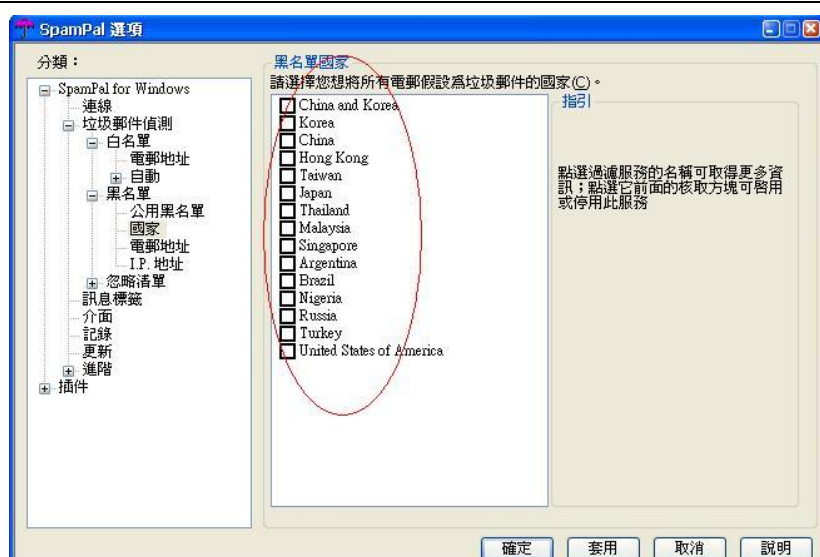 SpamPal 選項
分類：
SpamPal for Windows
連線
垃圾郵件偵測
白名單
電郵地址
自動
黑名單
公用黑名單
國家
電郵地址
I.P. 地址
忽略清單
訊息標籤
介面
記錄
更新
進階
插件
黑名單國家
請選擇您想將所有電郵假設為垃圾郵件的國家(C)。
China and Korea
Korea
China
Hong Kong
Taiwan
Japan
Thailand
Malaysia
Singapore
Argentina
Brazil
Nigeria
Russia
Turkey
United States of America
指引
點選過濾服務的名稱可取得更多資
訊；點選它前面的核取方塊可啓用
或停用此服務
確定
套用
取消
說明